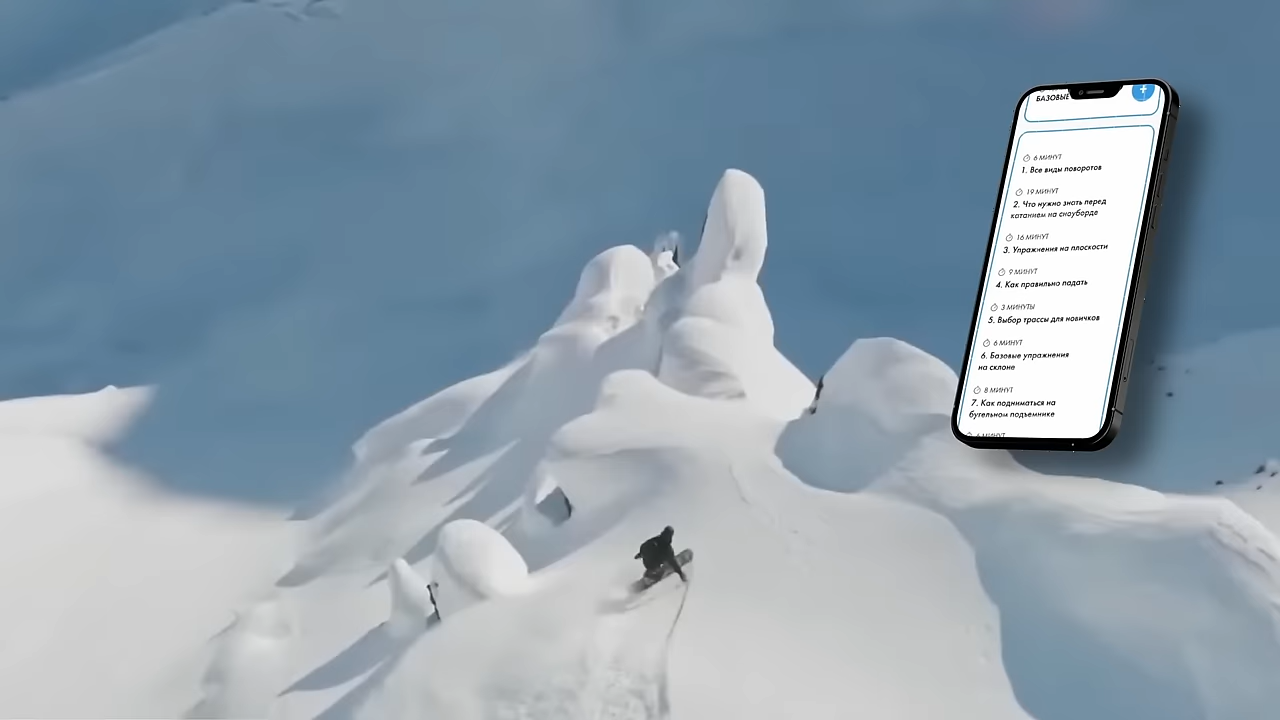 БАЗОВЫЕ
6 МИНУТ
1. Все виды поворотов
19 МИНУТ
2. Что нужно знать перед
катанием на сноуборде
16 МИНУТ
3. Упражнения на плоскости
9 МИНУТ
4. Как правильно падать
3 МИНУТЫ
5. Выбор трассы для новичков
6 МИНУТ
6. Базовые упражнения
на склоне
8 МИНУТ
7. Как подниматься на
бугельном подъемнике